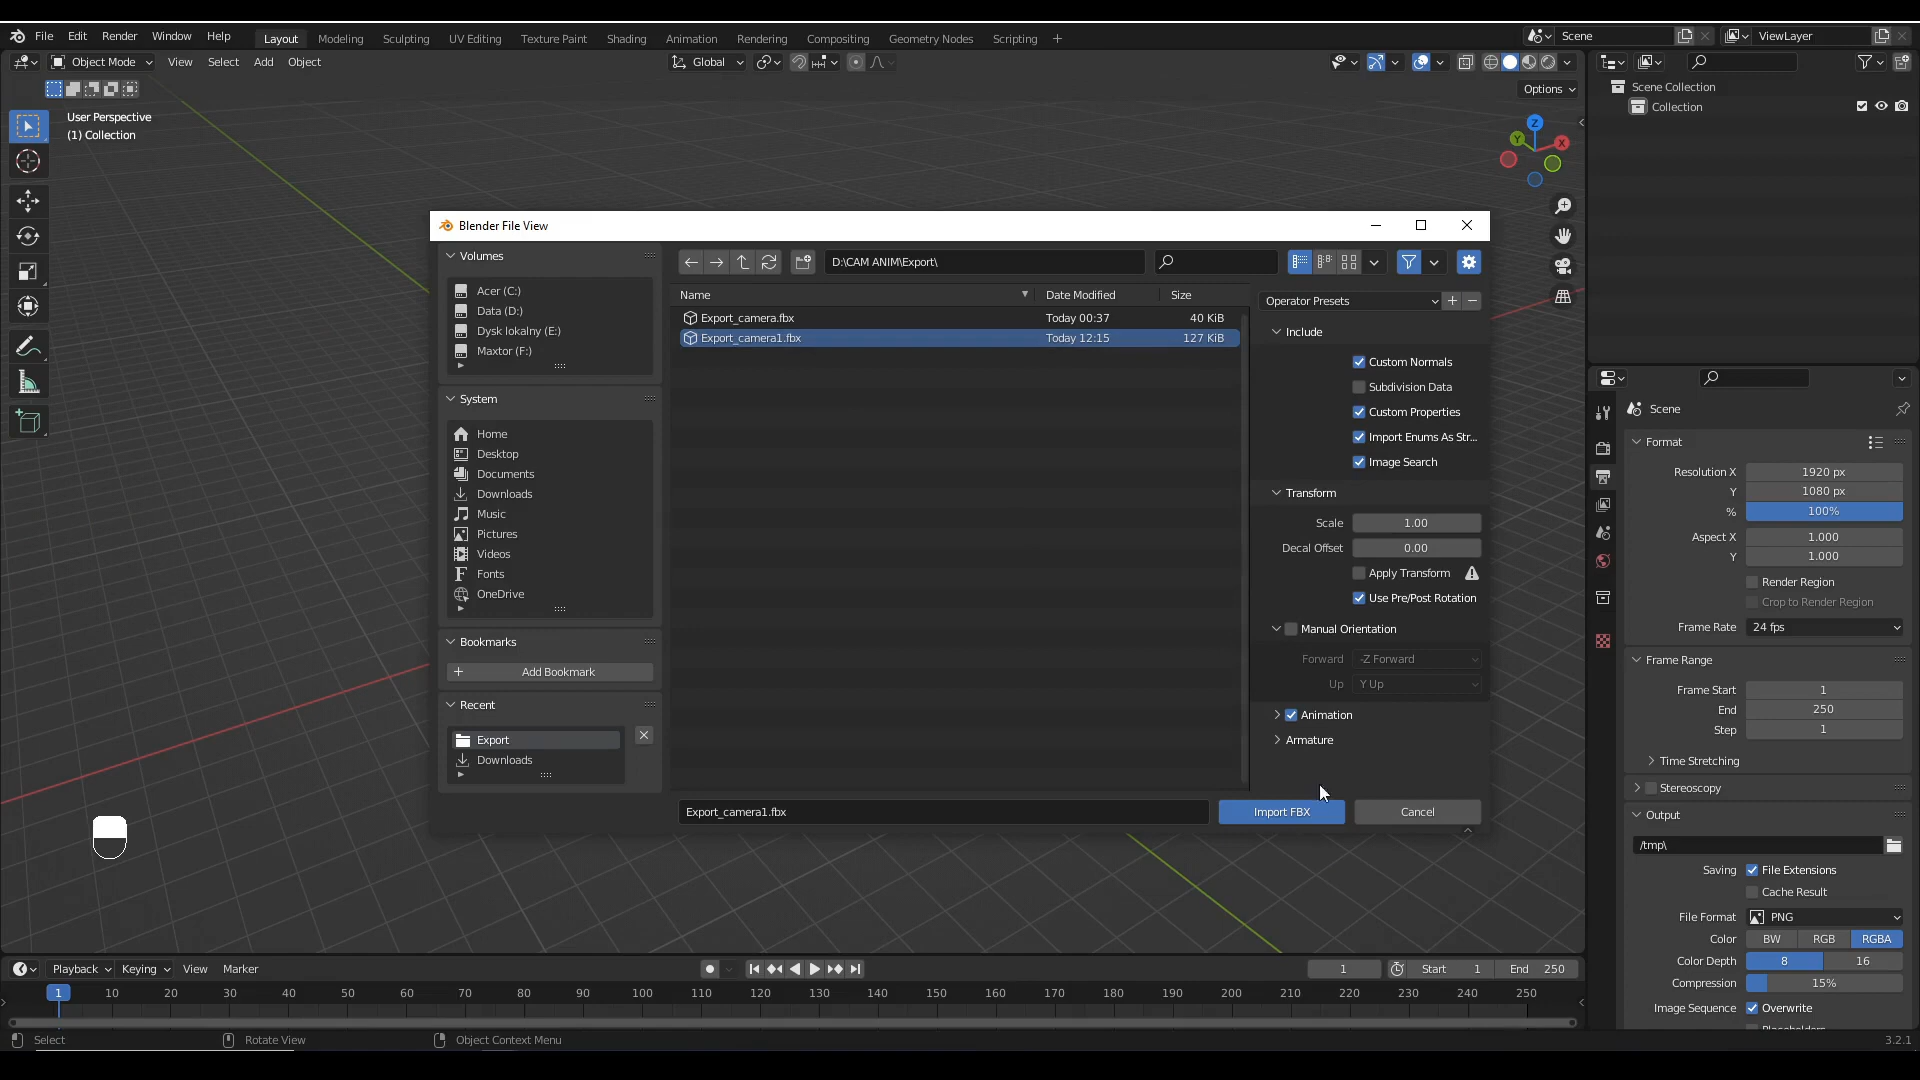 File Edit Render Window Help Layout Modeling Sculpting UV Editing Texture Paint Shading Animation Rendering Compositing Geometry Nodes Scripting + Scene ViewLayer
Object Mode View Select Add Object Global
Options
User Perspective
(1) Collection
Z
Y
X
Scene Collection
Collection
Blender File View
Volumes
Acer (C:)
Data (D:)
Dysk lokalny (E:)
Maxtor (F:)
System
Home
Desktop
Documents
Downloads
Music
Pictures
Videos
Fonts
OneDrive
Bookmarks
Add Bookmark
Recent
Export
Downloads
D:\CAM ANIM\Export\
Name Date Modified Size
Export_camera.fbx Today 00:37 40 KiB
Export_camera1.fbx Today 12:15 127 KiB
Export_camera1.fbx
Operator Presets
Include
Custom Normals
Subdivision Data
Custom Properties
Import Enums As Str...
Image Search
Transform
Scale 1.00
Decal Offset 0.00
Apply Transform
Use Pre/Post Rotation
Manual Orientation
Forward -Z Forward
Up Y Up
Animation
Armature
Import FBX Cancel
Scene
Format
Resolution X 1920 px
Y 1080 px
% 100%
Aspect X 1.000
Y 1.000
Render Region
Crop to Render Region
Frame Rate 24 fps
Frame Range
Frame Start 1
End 250
Step 1
Time Stretching
Stereoscopy
Output
/tmp\
Saving File Extensions
Cache Result
File Format PNG
Color BW RGB RGBA
Color Depth 8 16
Compression 15%
Image Sequence Overwrite
Playback Keying View Marker 1 Start 1 End 250
1 10 20 30 40 50 60 70 80 90 100 110 120 130 140 150 160 170 180 190 200 210 220 230 240 250
Select Rotate View Object Context Menu 3.2.1